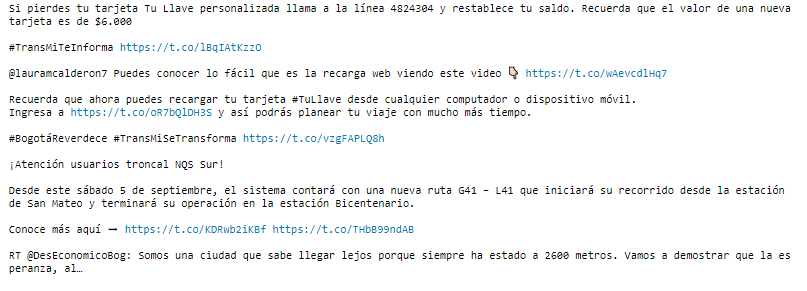 Si pierdes tu tarjeta Tu Llave personalizada llama a la línea 4824304 y restablece tu saldo. Recuerda que el valor de una nueva
tarjeta es de $6.000
#TransMiTeInforma https://t.co/lBqIAtKzzO
@lauramcalderon7 Puedes conocer lo fácil que es la recarga web viendo este video 👇🏻 https://t.co/wAevcdlHq7
Recuerda que ahora puedes recargar tu tarjeta #TuLlave desde cualquier computador o dispositivo móvil.
Ingresa a https://t.co/oR7bQlDH3S y así podrás planear tu viaje con mucho más tiempo.
#BogotáReverdece #TransMiSeTransforma https://t.co/vzgFAPLQ8h
¡Atención usuarios troncal NQS Sur!
Desde este sábado 5 de septiembre, el sistema contará con una nueva ruta G41 - L41 que iniciará su recorrido desde la estación
de San Mateo y terminará su operación en la estación Bicentenario.
Conoce más aquí → https://t.co/KDRwb2iKBf https://t.co/THbB99ndAB
RT @DesEconomicoBog: Somos una ciudad que sabe llegar lejos porque siempre ha estado a 2600 metros. Vamos a demostrar que la es
peranza, al…